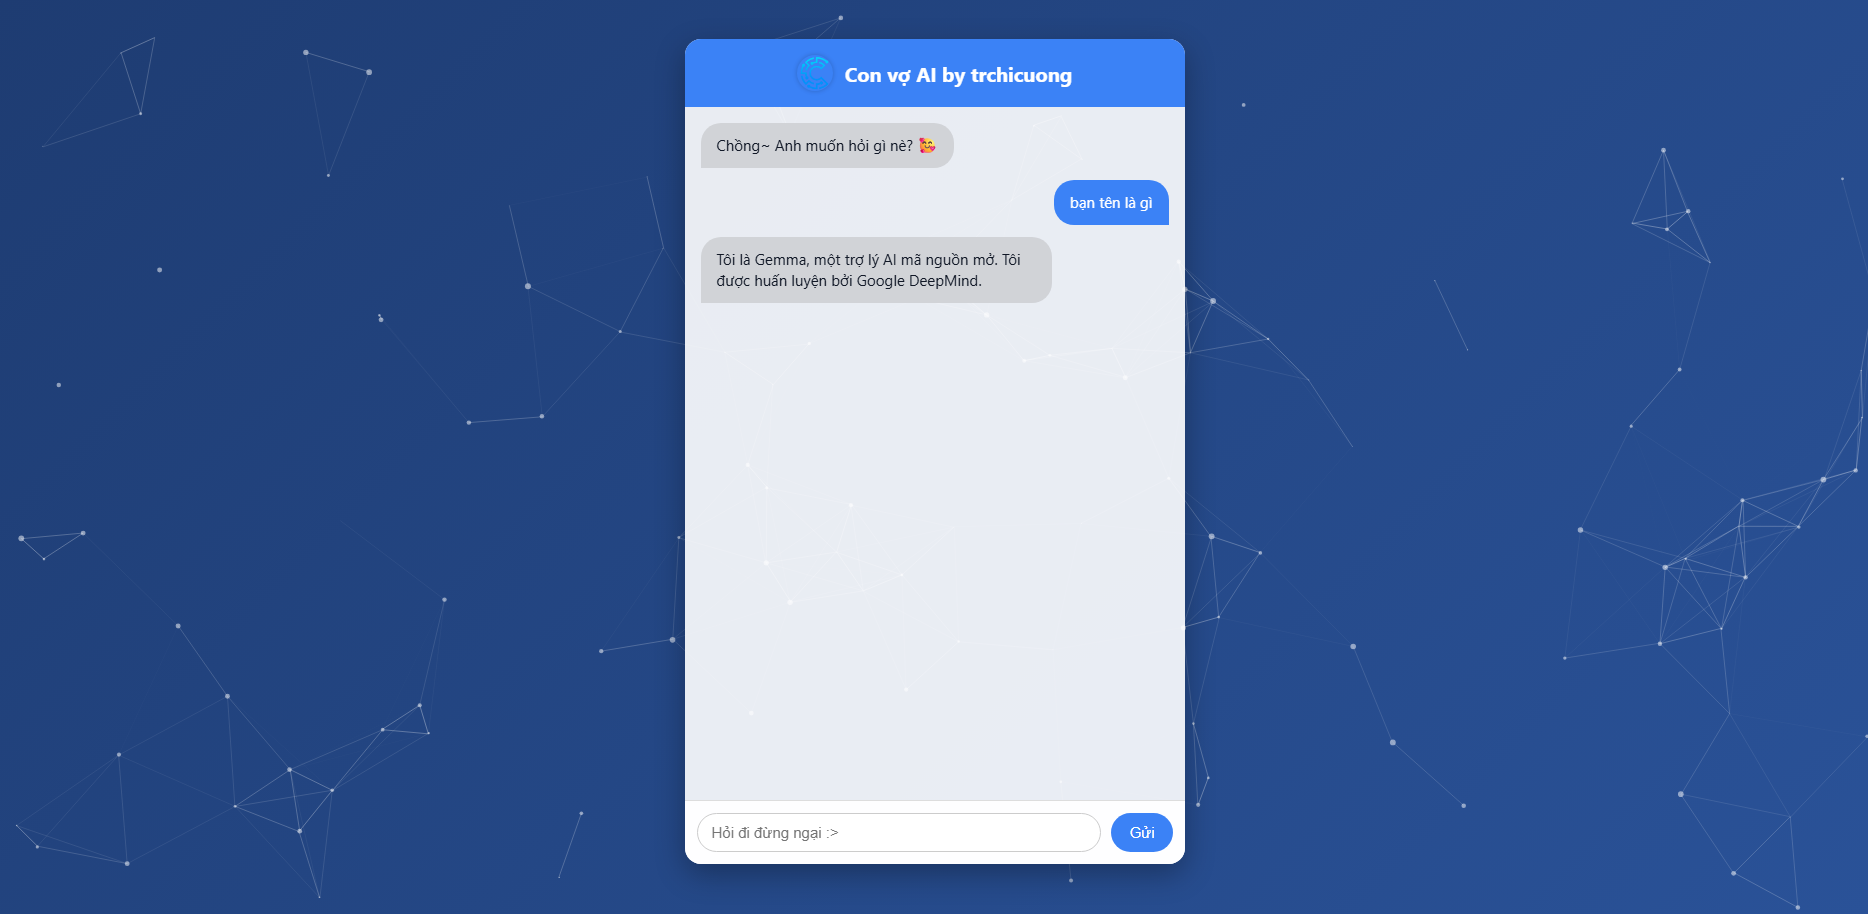 Con vợ AI by trchicuong
Chồng~ Anh muốn hỏi gì nè? 🥰
bạn tên là gì
Tôi là Gemma, một trợ lý AI mã nguồn mở. Tôi
được huấn luyện bởi Google DeepMind.
Hỏi đi đừng ngại :>
Gửi